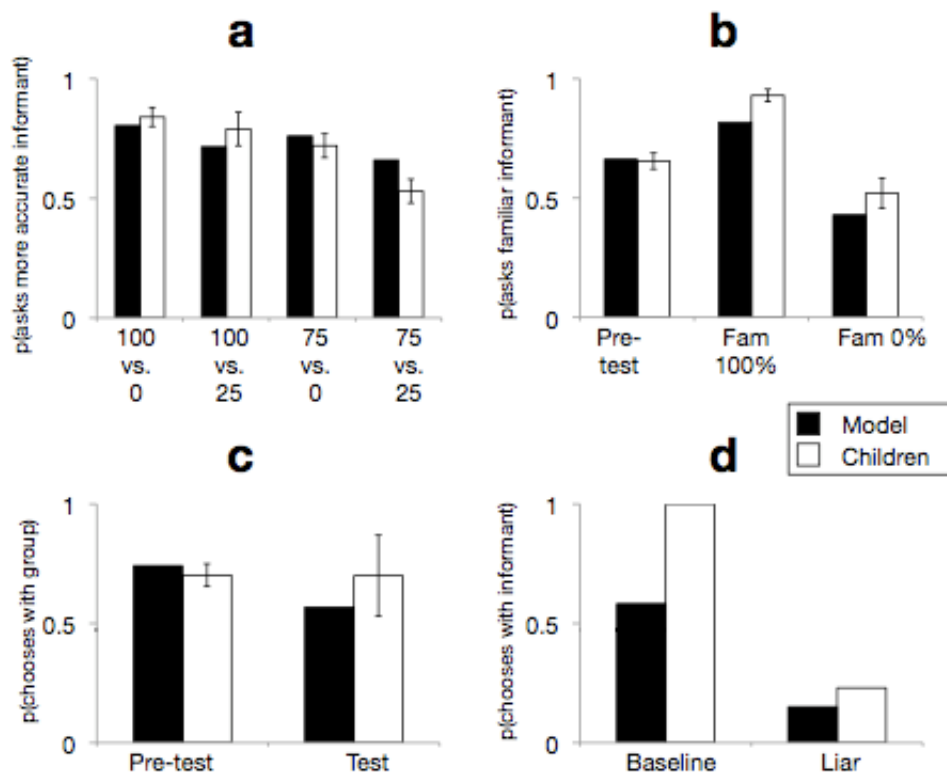 a
p(asks more accurate informant)
1
0.5
0
100 vs. 0
100 vs. 25
75 vs. 0
75 vs. 25
b
p(asks familiar informant)
1
0.5
0
Pre-test
Fam 100%
Fam 0%
Model
Children
c
p(chooses with group)
1
0.5
0
Pre-test
Test
d
p(chooses with informant)
1
0.5
0
Baseline
Liar